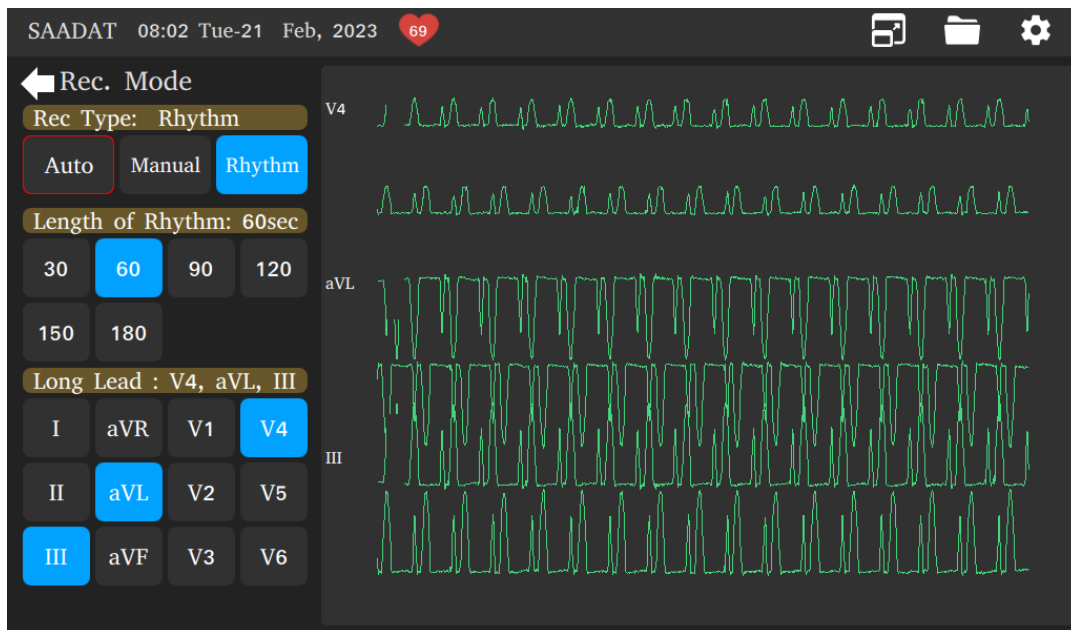 SAADAT 08:02 Tue-21 Feb, 2023 69
Rec. Mode
Rec Type: Rhythm
Auto Manual Rhythm
Length of Rhythm: 60sec
30 60 90 120
150 180
Long Lead : V4, aVL, III
I aVR V1 V4
II aVL V2 V5
III aVF V3 V6
V4
aVL
III